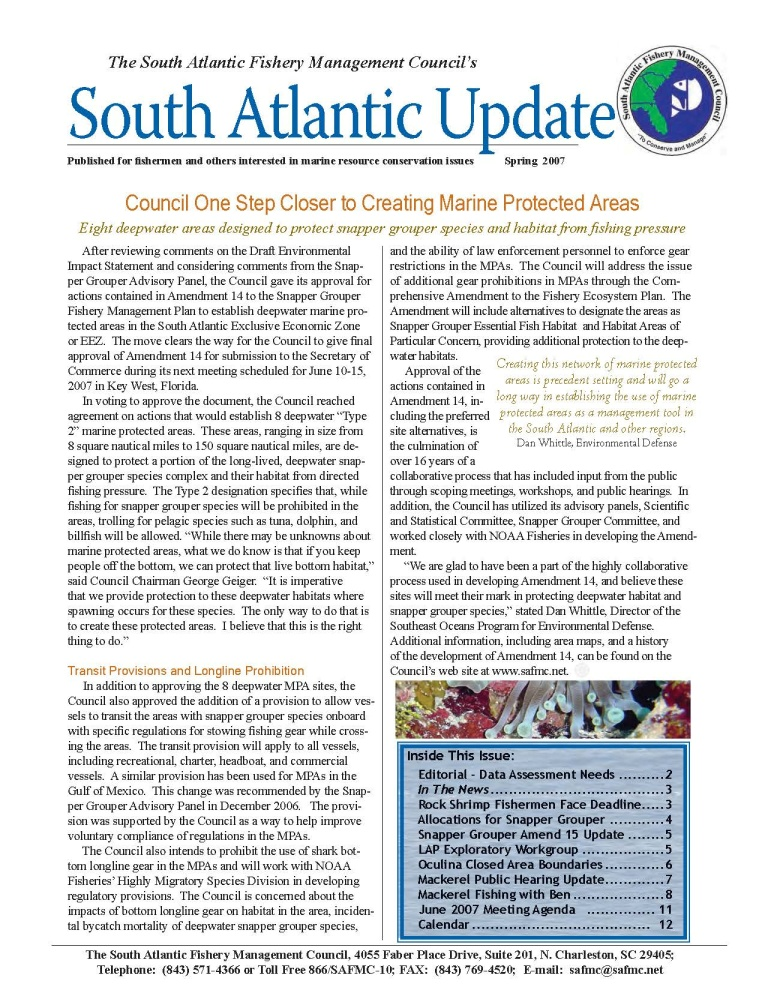 The South Atlantic Fishery Management Council's
South Atlantic Update
South Atlantic Fishery Management Council
"To Conserve and Manage"
Published for fishermen and others interested in marine resource conservation issues Spring 2007
Council One Step Closer to Creating Marine Protected Areas
Eight deepwater areas designed to protect snapper grouper species and habitat from fishing pressure
After reviewing comments on the Draft Environmental
Impact Statement and considering comments from the Snap-
per Grouper Advisory Panel, the Council gave its approval for
actions contained in Amendment 14 to the Snapper Grouper
Fishery Management Plan to establish deepwater marine pro-
tected areas in the South Atlantic Exclusive Economic Zone
or EEZ. The move clears the way for the Council to give final
approval of Amendment 14 for submission to the Secretary of
Commerce during its next meeting scheduled for June 10-15,
2007 in Key West, Florida.
In voting to approve the document, the Council reached
agreement on actions that would establish 8 deepwater "Type
2" marine protected areas. These areas, ranging in size from
8 square nautical miles to 150 square nautical miles, are de-
signed to protect a portion of the long-lived, deepwater snap-
per grouper species complex and their habitat from directed
fishing pressure. The Type 2 designation specifies that, while
fishing for snapper grouper species will be prohibited in the
areas, trolling for pelagic species such as tuna, dolphin, and
billfish will be allowed. "While there may be unknowns about
marine protected areas, what we do know is that if you keep
people off the bottom, we can protect that live bottom habitat,"
said Council Chairman George Geiger. "It is imperative
that we provide protection to these deepwater habitats where
spawning occurs for these species. The only way to do that is
to create these protected areas. I believe that this is the right
thing to do."
Transit Provisions and Longline Prohibition
In addition to approving the 8 deepwater MPA sites, the
Council also approved the addition of a provision to allow ves-
sels to transit the areas with snapper grouper species onboard
with specific regulations for stowing fishing gear while cross-
ing the areas. The transit provision will apply to all vessels,
including recreational, charter, headboat, and commercial
vessels. A similar provision has been used for MPAs in the
Gulf of Mexico. This change was recommended by the Snap-
per Grouper Advisory Panel in December 2006. The provi-
sion was supported by the Council as a way to help improve
voluntary compliance of regulations in the MPAs.
The Council also intends to prohibit the use of shark bot-
tom longline gear in the MPAs and will work with NOAA
Fisheries' Highly Migratory Species Division in developing
regulatory provisions. The Council is concerned about the
impacts of bottom longline gear on habitat in the area, inciden-
tal bycatch mortality of deepwater snapper grouper species,
and the ability of law enforcement personnel to enforce gear
restrictions in the MPAs. The Council will address the issue
of additional gear prohibitions in MPAs through the Com-
prehensive Amendment to the Fishery Ecosystem Plan. The
Amendment will include alternatives to designate the areas as
Snapper Grouper Essential Fish Habitat and Habitat Areas of
Particular Concern, providing additional protection to the deep-
water habitats.
Approval of the
actions contained in
Amendment 14, in-
cluding the preferred
site alternatives, is
the culmination of
over 16 years of a
collaborative process that has included input from the public
through scoping meetings, workshops, and public hearings. In
addition, the Council has utilized its advisory panels, Scientific
and Statistical Committee, Snapper Grouper Committee, and
worked closely with NOAA Fisheries in developing the Amend-
ment.
"We are glad to have been a part of the highly collaborative
process used in developing Amendment 14, and believe these
sites will meet their mark in protecting deepwater habitat and
snapper grouper species," stated Dan Whittle, Director of the
Southeast Oceans Program for Environmental Defense.
Additional information, including area maps, and a history
of the development of Amendment 14, can be found on the
Council's web site at www.safmc.net.
Creating this network of marine protected
areas is precedent setting and will go a
long way in establishing the use of marine
protected areas as a management tool in
the South Atlantic and other regions.
Dan Whittle, Environmental Defense
Inside This Issue:
Editorial - Data Assessment Needs ..........2
In The News....................................3
Rock Shrimp Fishermen Face Deadline.....3
Allocations for Snapper Grouper ...........4
Snapper Grouper Amend 15 Update ........5
LAP Exploratory Workgroup .................5
Oculina Closed Area Boundaries............6
Mackerel Public Hearing Update............7
Mackerel Fishing with Ben ...................8
June 2007 Meeting Agenda .............. 11
Calendar ..................................... 12
The South Atlantic Fishery Management Council, 4055 Faber Place Drive, Suite 201, N. Charleston, SC 29405;
Telephone: (843) 571-4366 or Toll Free 866/SAFMC-10; FAX: (843) 769-4520; E-mail: safmc@safmc.net